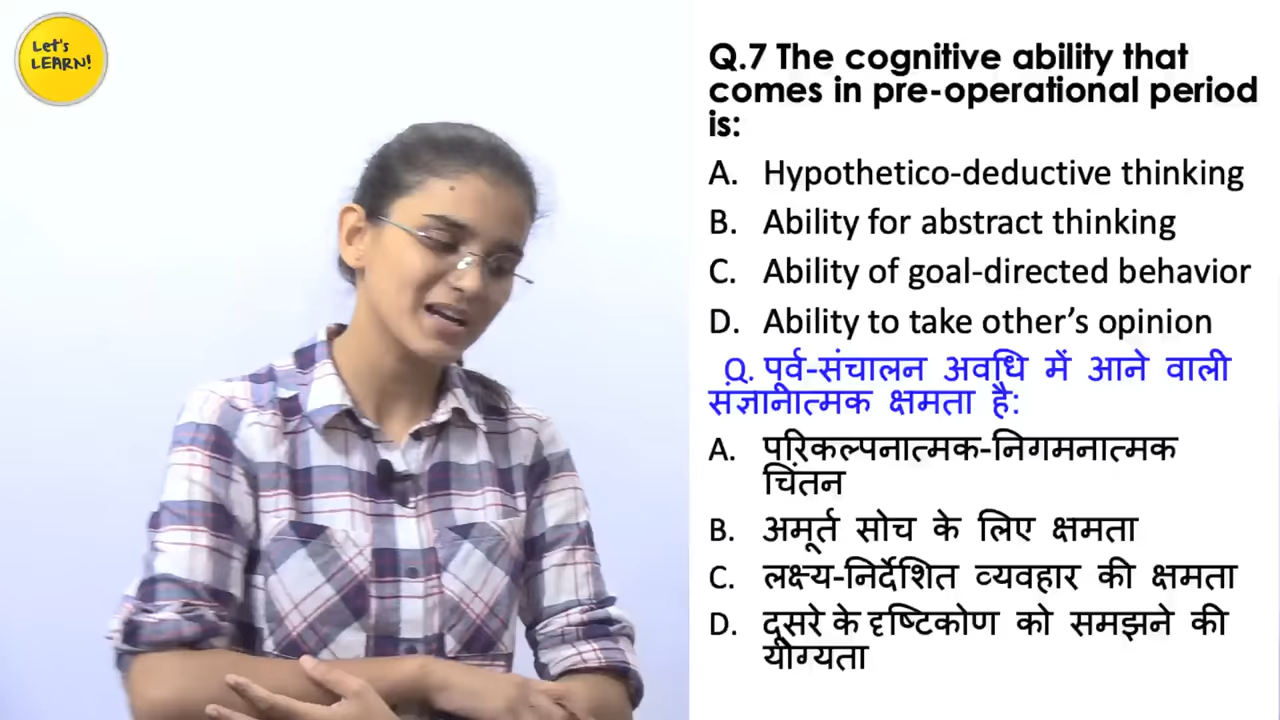 Let's
LEARN!
Q.7 The cognitive ability that
comes in pre-operational period
is:
A. Hypothetico-deductive thinking
B. Ability for abstract thinking
C. Ability of goal-directed behavior
D. Ability to take other’s opinion
Q. पूर्व-संचालन अवधि में आने वाली
संज्ञानात्मक क्षमता है:
A. परिकल्पनात्मक-निगमनात्मक
चिंतन
B. अमूर्त सोच के लिए क्षमता
C. लक्ष्य-निर्देशित व्यवहार की क्षमता
D. दूसरे के दृष्टिकोण को समझने की
योग्यता